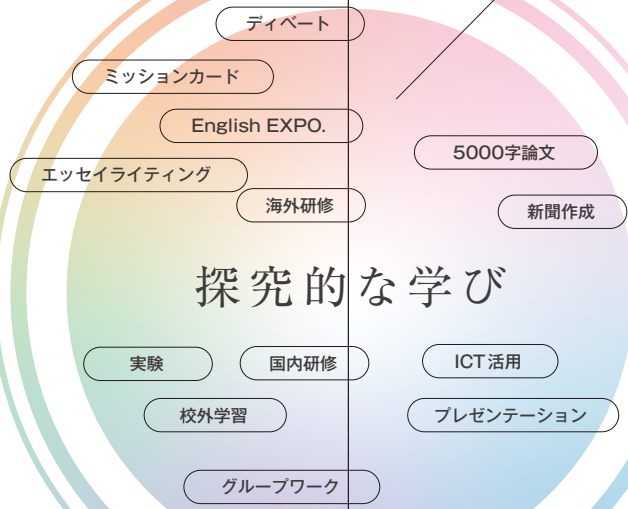 ディベート
ミッションカード
English EXPO.
5000字論文
エッセイライティング
海外研修
新聞作成
探究的な学び
実験
国内研修
ICT活用
校外学習
プレゼンテーション
グループワーク